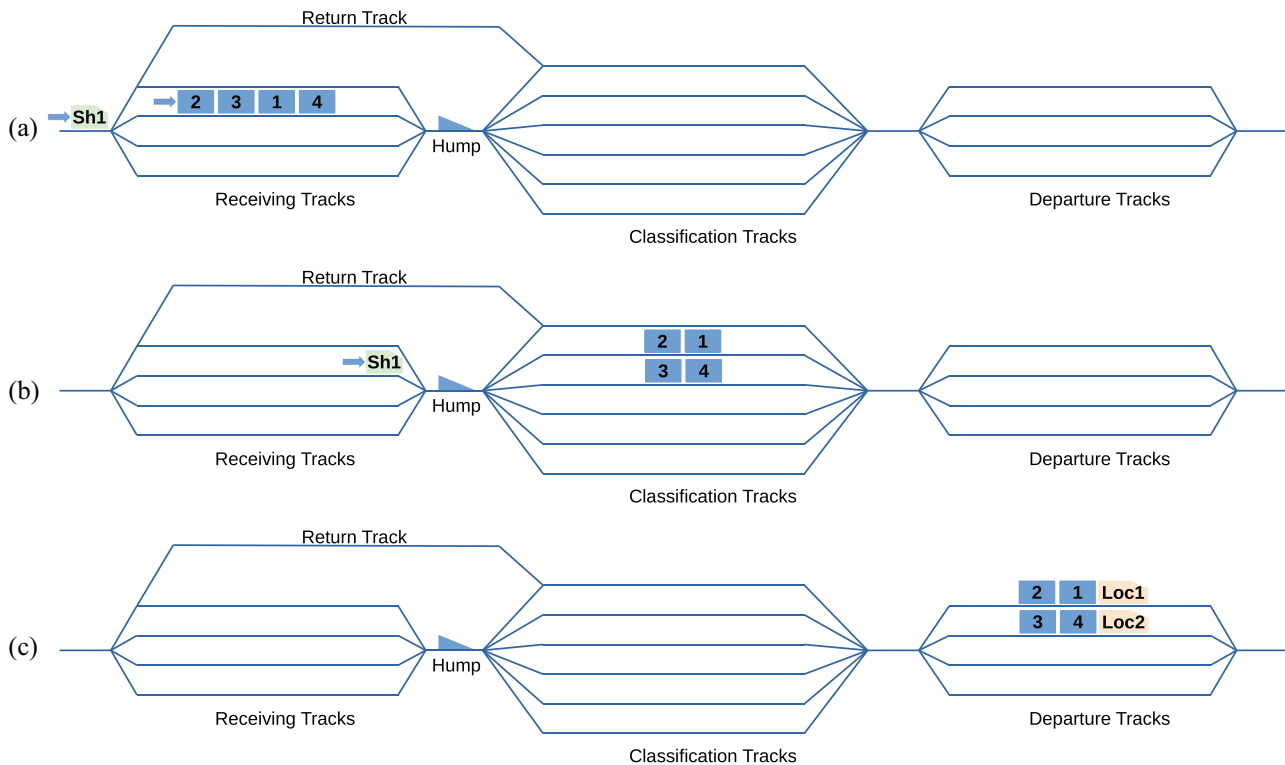 Return Track
2 3 1 4
Sh1
(a)
Hump
Receiving Tracks
Departure Tracks
Classification Tracks
Return Track
2 1
Sh1
3 4
(b)
Hump
Receiving Tracks
Departure Tracks
Classification Tracks
Return Track
2 1 Loc1
3 4 Loc2
(c)
Hump
Receiving Tracks
Departure Tracks
Classification Tracks